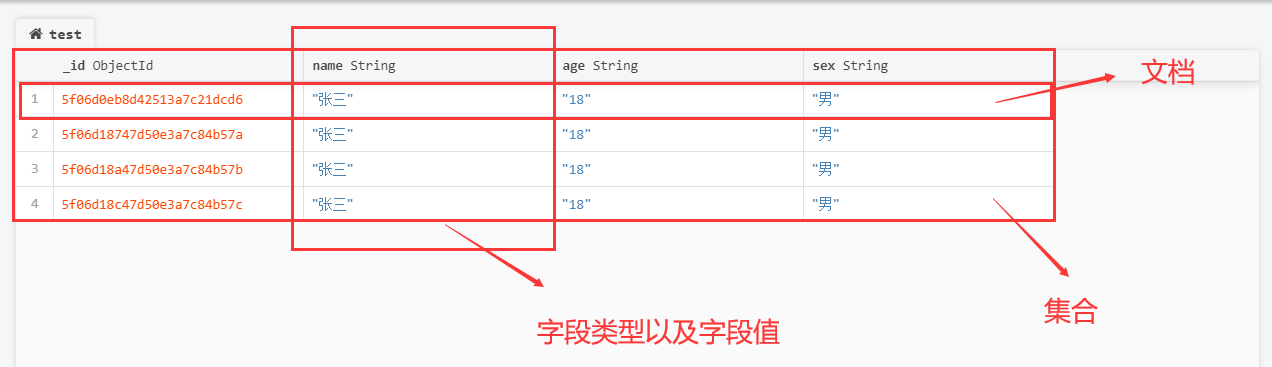 test
_id ObjectId name String age String sex String
文档
1 5f06d0eb8d42513a7c21dcd6 "张三" "18" "男"
2 5f06d18747d50e3a7c84b57a "张三" "18" "男"
3 5f06d18a47d50e3a7c84b57b "张三" "18" "男"
4 5f06d18c47d50e3a7c84b57c "张三" "18" "男"
集合
字段类型以及字段值